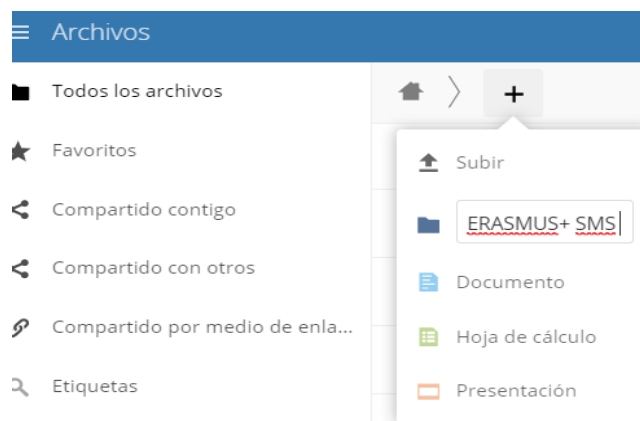 Archivos
Todos los archivos
Favoritos
Compartido contigo
Compartido con otros
Compartido por medio de enla...
Etiquetas
+
Subir
ERASMUS+ SMS
Documento
Hoja de cálculo
Presentación